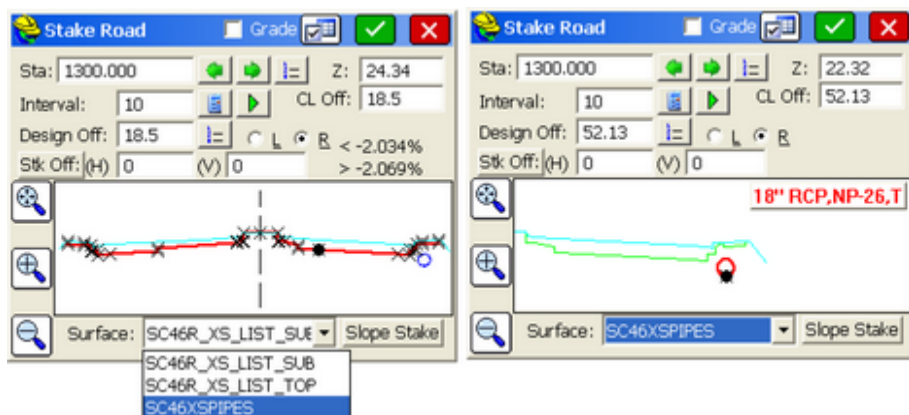 Stake Road
Grade
Sta: 1300.000
Z: 24.34
Interval: 10
CL Off: 18.5
Design Off: 18.5
L
R
< -2.034%
Stk Off: (H) 0
(V) 0
> -2.069%
Surface: SC46R_XS_LIST_SUB
Slope Stake
SC46R_XS_LIST_SUB
SC46R_XS_LIST_TOP
SC46XSPIPES
Stake Road
Grade
Sta: 1300.000
Z: 22.32
Interval: 10
CL Off: 52.13
Design Off: 52.13
L
R
Stk Off: (H) 0
(V) 0
18" RCP,NP-26,T
Surface: SC46XSPIPES
Slope Stake